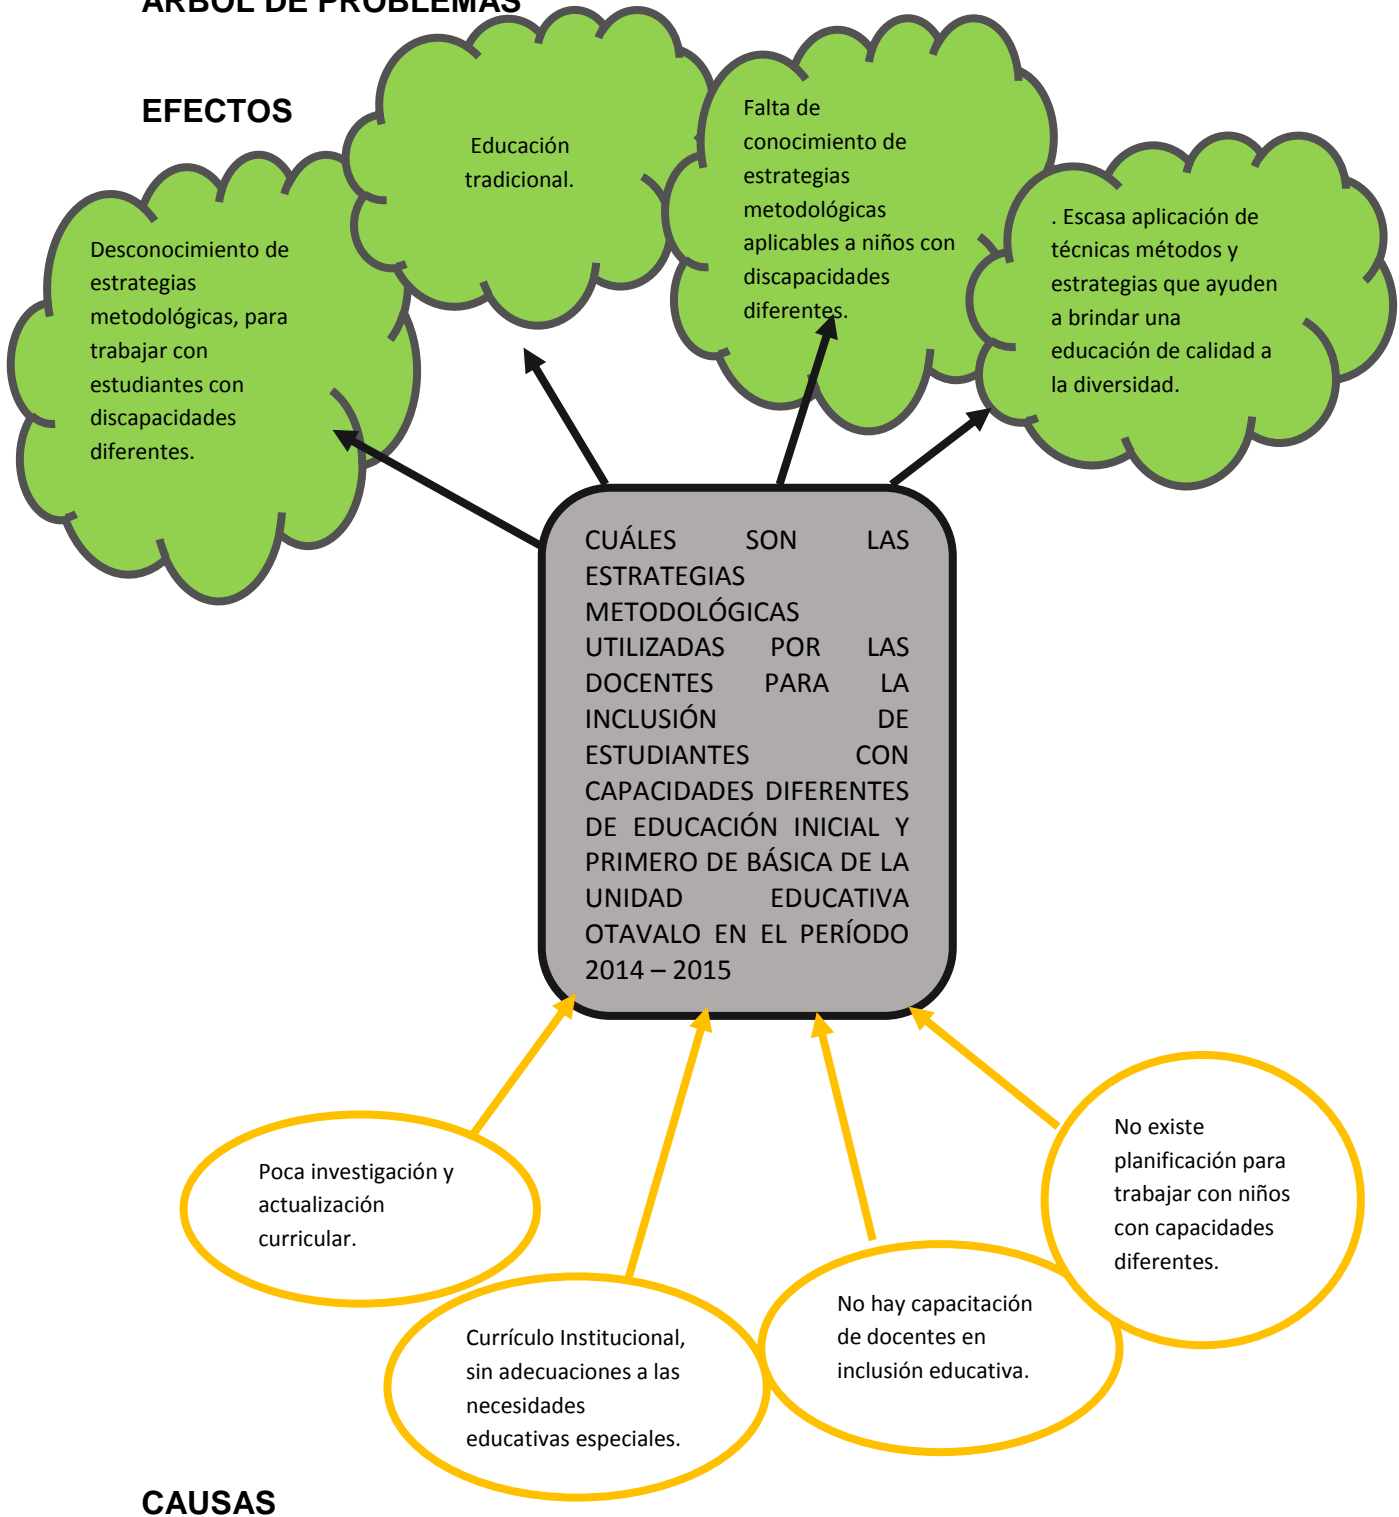 ÁRBOL DE PROBLEMAS
EFECTOS
Desconocimiento de
estrategias
metodológicas, para
trabajar con
estudiantes con
discapacidades
diferentes.
Educación
tradicional.
Falta de
conocimiento de
estrategias
metodológicas
aplicables a niños con
discapacidades
diferentes.
. Escasa aplicación de
técnicas métodos y
estrategias que ayuden
a brindar una
educación de calidad a
la diversidad.
CUÁLES SON LAS
ESTRATEGIAS
METODOLÓGICAS
UTILIZADAS POR LAS
DOCENTES PARA LA
INCLUSIÓN DE
ESTUDIANTES CON
CAPACIDADES DIFERENTES
DE EDUCACIÓN INICIAL Y
PRIMERO DE BÁSICA DE LA
UNIDAD EDUCATIVA
OTAVALO EN EL PERÍODO
2014 – 2015
Poca investigación y
actualización
curricular.
Currículo Institucional,
sin adecuaciones a las
necesidades
educativas especiales.
No hay capacitación
de docentes en
inclusión educativa.
No existe
planificación para
trabajar con niños
con capacidades
diferentes.
CAUSAS